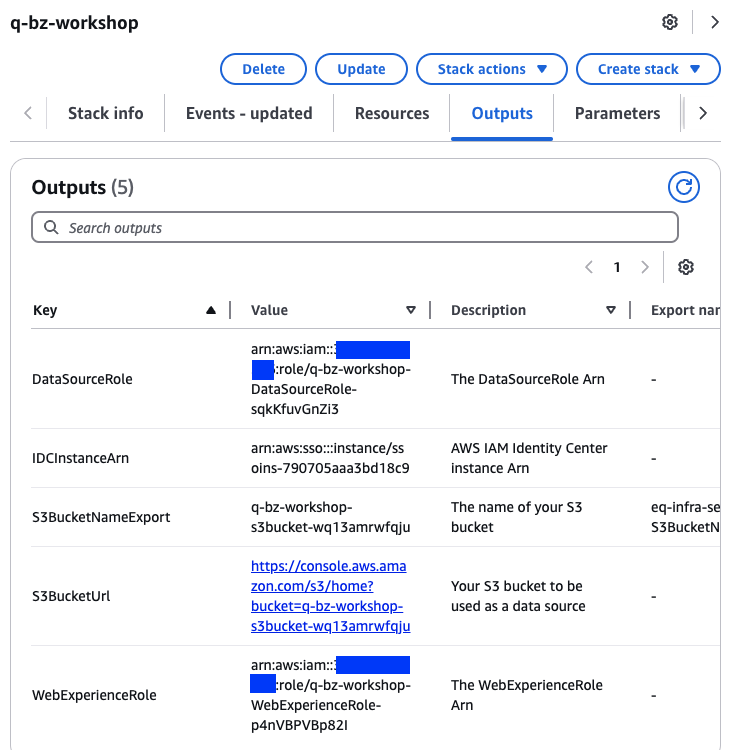 q-bz-workshop
Delete
Update
Stack actions
Create stack
Stack info
Events - updated
Resources
Outputs
Parameters
Outputs (5)
Search outputs
1
Key
Value
Description
Export nar
DataSourceRole
arn:aws:iam::
:role/q-bz-workshop-
DataSourceRole-
sqkKfuvGnZi3
The DataSourceRole Arn
-
IDCInstanceArn
arn:aws:sso:::instance/ss
oins-790705aaa3bd18c9
AWS IAM Identity Center
instance Arn
-
S3BucketNameExport
q-bz-workshop-
s3bucket-wq13amrwfqju
The name of your S3
bucket
eq-infra-se
S3BucketN
S3BucketUrl
https://console.aws.ama
zon.com/s3/home?
bucket=q-bz-workshop-
s3bucket-wq13amrwfqju
Your S3 bucket to be
used as a data source
-
WebExperienceRole
arn:aws:iam::
:role/q-bz-workshop-
WebExperienceRole-
p4nVBPVBp82I
The WebExperienceRole
Arn
-